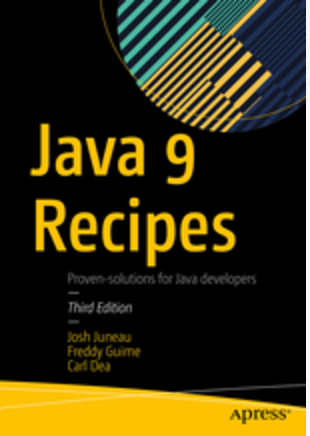 Java 9
Recipes
Proven-solutions for Java developers
Third Edition
Josh Juneau
Freddy Guime
Carl Dea
Apress®